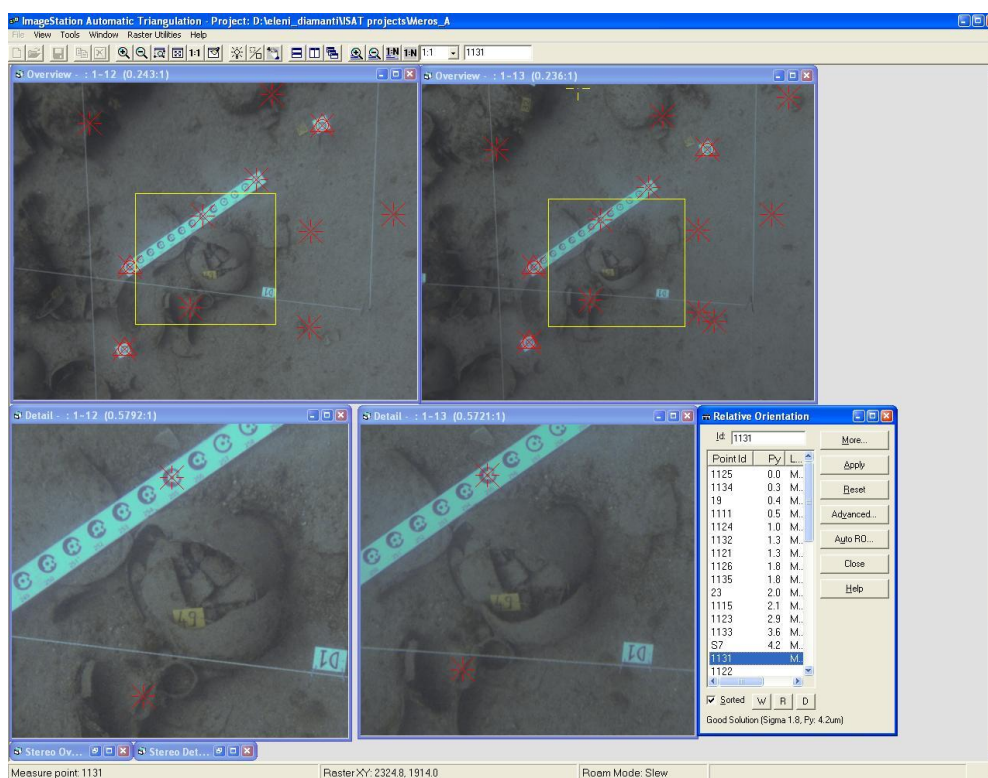 ImageStation Automatic Triangulation - Project: D:\eleni_diamanti\ISAT projects\Meros_A
File View Tools Window Raster Utilities Help
1:1 1:N 1:N 1:1 1131
Overview - : 1-12 (0.243:1)
Overview - : 1-13 (0.236:1)
D1
Detail - : 1-12 (0.5792:1)
Detail - : 1-13 (0.5721:1)
49
D1
D1
Relative Orientation
Id: 1131
More...
Point Id Py L...
Apply
1125 0.0 M..
1134 0.3 M..
Reset
19 0.4 M..
1111 0.5 M..
Advanced...
1124 1.0 M..
1132 1.3 M..
Auto RO...
1121 1.3 M..
1126 1.8 M..
Close
1135 1.8 M..
23 2.0 M..
Help
1115 2.1 M..
1123 2.9 M..
1133 3.6 M..
S7 4.2 M..
1131 M..
1122
Sorted W R D
Good Solution (Sigma 1.8, Py: 4.2um)
Stereo Ov...
Stereo Det...
Measure point: 1131
Raster XY: 2324.8, 1914.0
Roam Mode: Slew